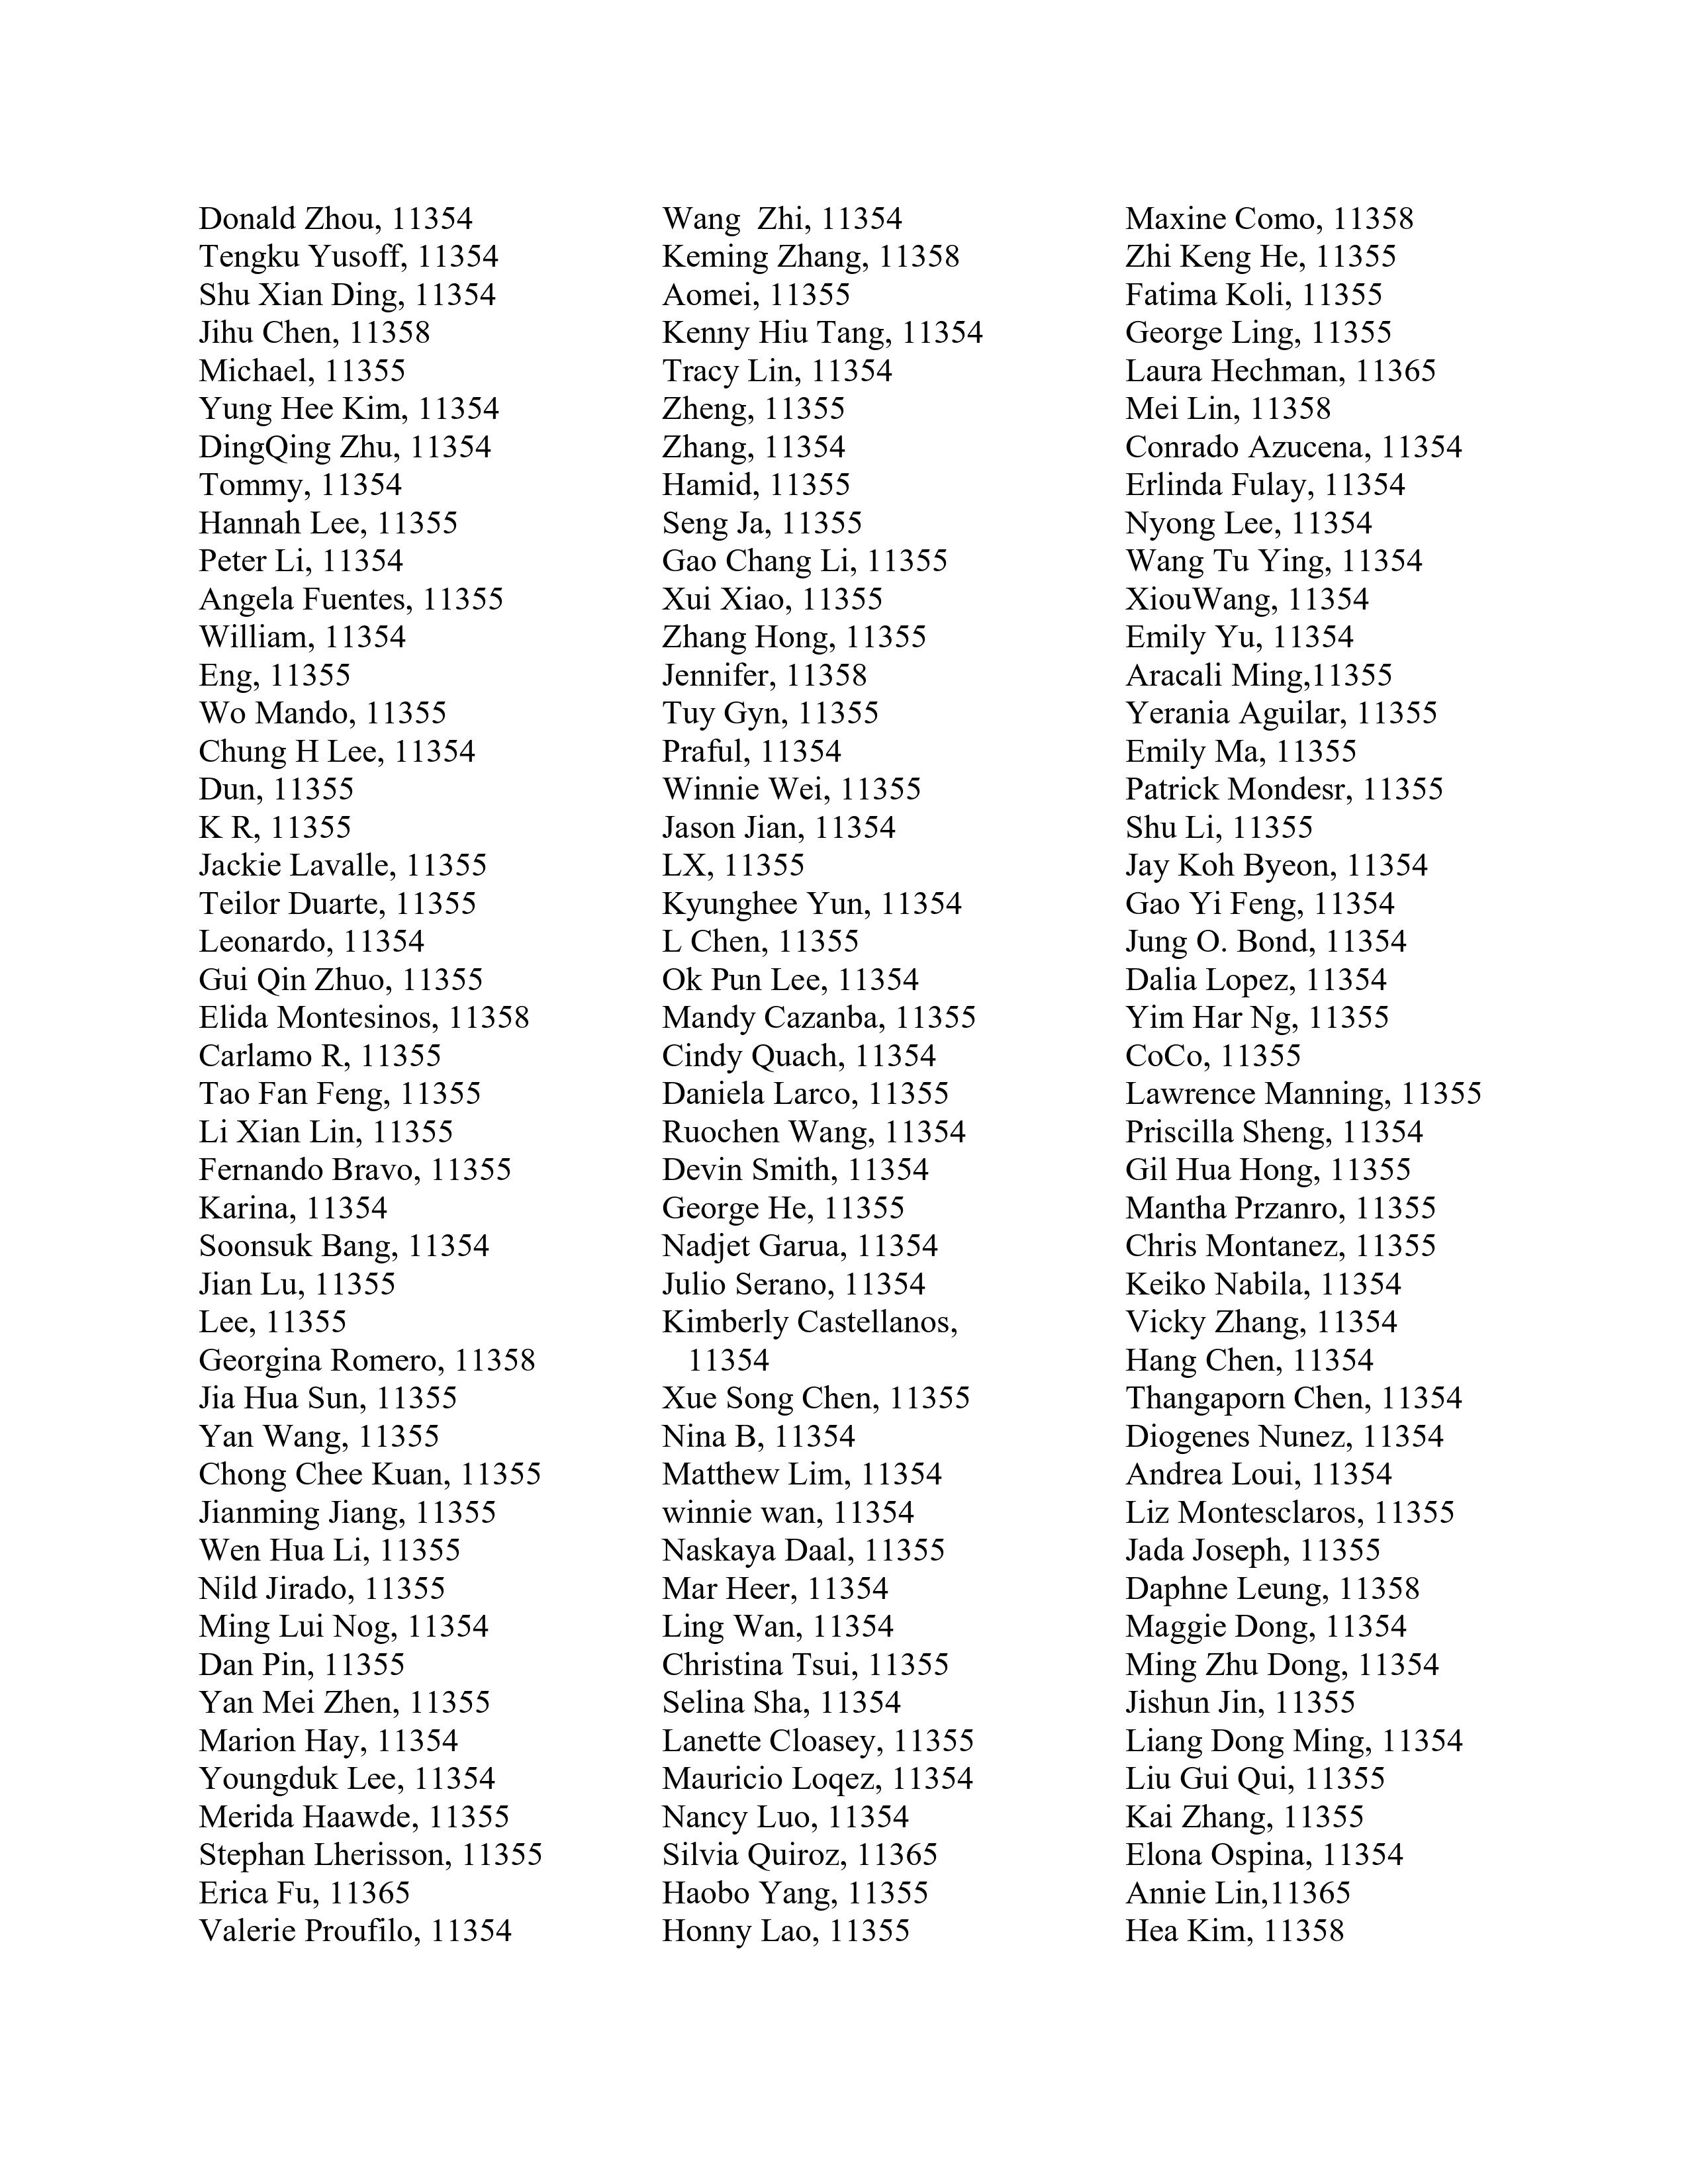 Donald Zhou, 11354
Tengku Yusoff, 11354
Shu Xian Ding, 11354
Jihu Chen, 11358
Michael, 11355
Yung Hee Kim, 11354
DingQing Zhu, 11354
Tommy, 11354
Hannah Lee, 11355
Peter Li, 11354
Angela Fuentes, 11355
William, 11354
Eng, 11355
Wo Mando, 11355
Chung H Lee, 11354
Dun, 11355
K R, 11355
Jackie Lavalle, 11355
Teilor Duarte, 11355
Leonardo, 11354
Gui Qin Zhuo, 11355
Elida Montesinos, 11358
Carlamo R, 11355
Tao Fan Feng, 11355
Li Xian Lin, 11355
Fernando Bravo, 11355
Karina, 11354
Soonsuk Bang, 11354
Jian Lu, 11355
Lee, 11355
Georgina Romero, 11358
Jia Hua Sun, 11355
Yan Wang, 11355
Chong Chee Kuan, 11355
Jianming Jiang, 11355
Wen Hua Li, 11355
Nild Jirado, 11355
Ming Lui Nog, 11354
Dan Pin, 11355
Yan Mei Zhen, 11355
Marion Hay, 11354
Youngduk Lee, 11354
Merida Haawde, 11355
Stephan Lherisson, 11355
Erica Fu, 11365
Valerie Proufilo, 11354
Wang  Zhi, 11354
Keming Zhang, 11358
Aomei, 11355
Kenny Hiu Tang, 11354
Tracy Lin, 11354
Zheng, 11355
Zhang, 11354
Hamid, 11355
Seng Ja, 11355
Gao Chang Li, 11355
Xui Xiao, 11355
Zhang Hong, 11355
Jennifer, 11358
Tuy Gyn, 11355
Praful, 11354
Winnie Wei, 11355
Jason Jian, 11354
LX, 11355
Kyunghee Yun, 11354
L Chen, 11355
Ok Pun Lee, 11354
Mandy Cazanba, 11355
Cindy Quach, 11354
Daniela Larco, 11355
Ruochen Wang, 11354
Devin Smith, 11354
George He, 11355
Nadjet Garua, 11354
Julio Serano, 11354
Kimberly Castellanos,
11354
Xue Song Chen, 11355
Nina B, 11354
Matthew Lim, 11354
winnie wan, 11354
Naskaya Daal, 11355
Mar Heer, 11354
Ling Wan, 11354
Christina Tsui, 11355
Selina Sha, 11354
Lanette Cloasey, 11355
Mauricio Loqez, 11354
Nancy Luo, 11354
Silvia Quiroz, 11365
Haobo Yang, 11355
Honny Lao, 11355
Maxine Como, 11358
Zhi Keng He, 11355
Fatima Koli, 11355
George Ling, 11355
Laura Hechman, 11365
Mei Lin, 11358
Conrado Azucena, 11354
Erlinda Fulay, 11354
Nyong Lee, 11354
Wang Tu Ying, 11354
XiouWang, 11354
Emily Yu, 11354
Aracali Ming,11355
Yerania Aguilar, 11355
Emily Ma, 11355
Patrick Mondesr, 11355
Shu Li, 11355
Jay Koh Byeon, 11354
Gao Yi Feng, 11354
Jung O. Bond, 11354
Dalia Lopez, 11354
Yim Har Ng, 11355
CoCo, 11355
Lawrence Manning, 11355
Priscilla Sheng, 11354
Gil Hua Hong, 11355
Mantha Przanro, 11355
Chris Montanez, 11355
Keiko Nabila, 11354
Vicky Zhang, 11354
Hang Chen, 11354
Thangaporn Chen, 11354
Diogenes Nunez, 11354
Andrea Loui, 11354
Liz Montesclaros, 11355
Jada Joseph, 11355
Daphne Leung, 11358
Maggie Dong, 11354
Ming Zhu Dong, 11354
Jishun Jin, 11355
Liang Dong Ming, 11354
Liu Gui Qui, 11355
Kai Zhang, 11355
Elona Ospina, 11354
Annie Lin,11365
Hea Kim, 11358